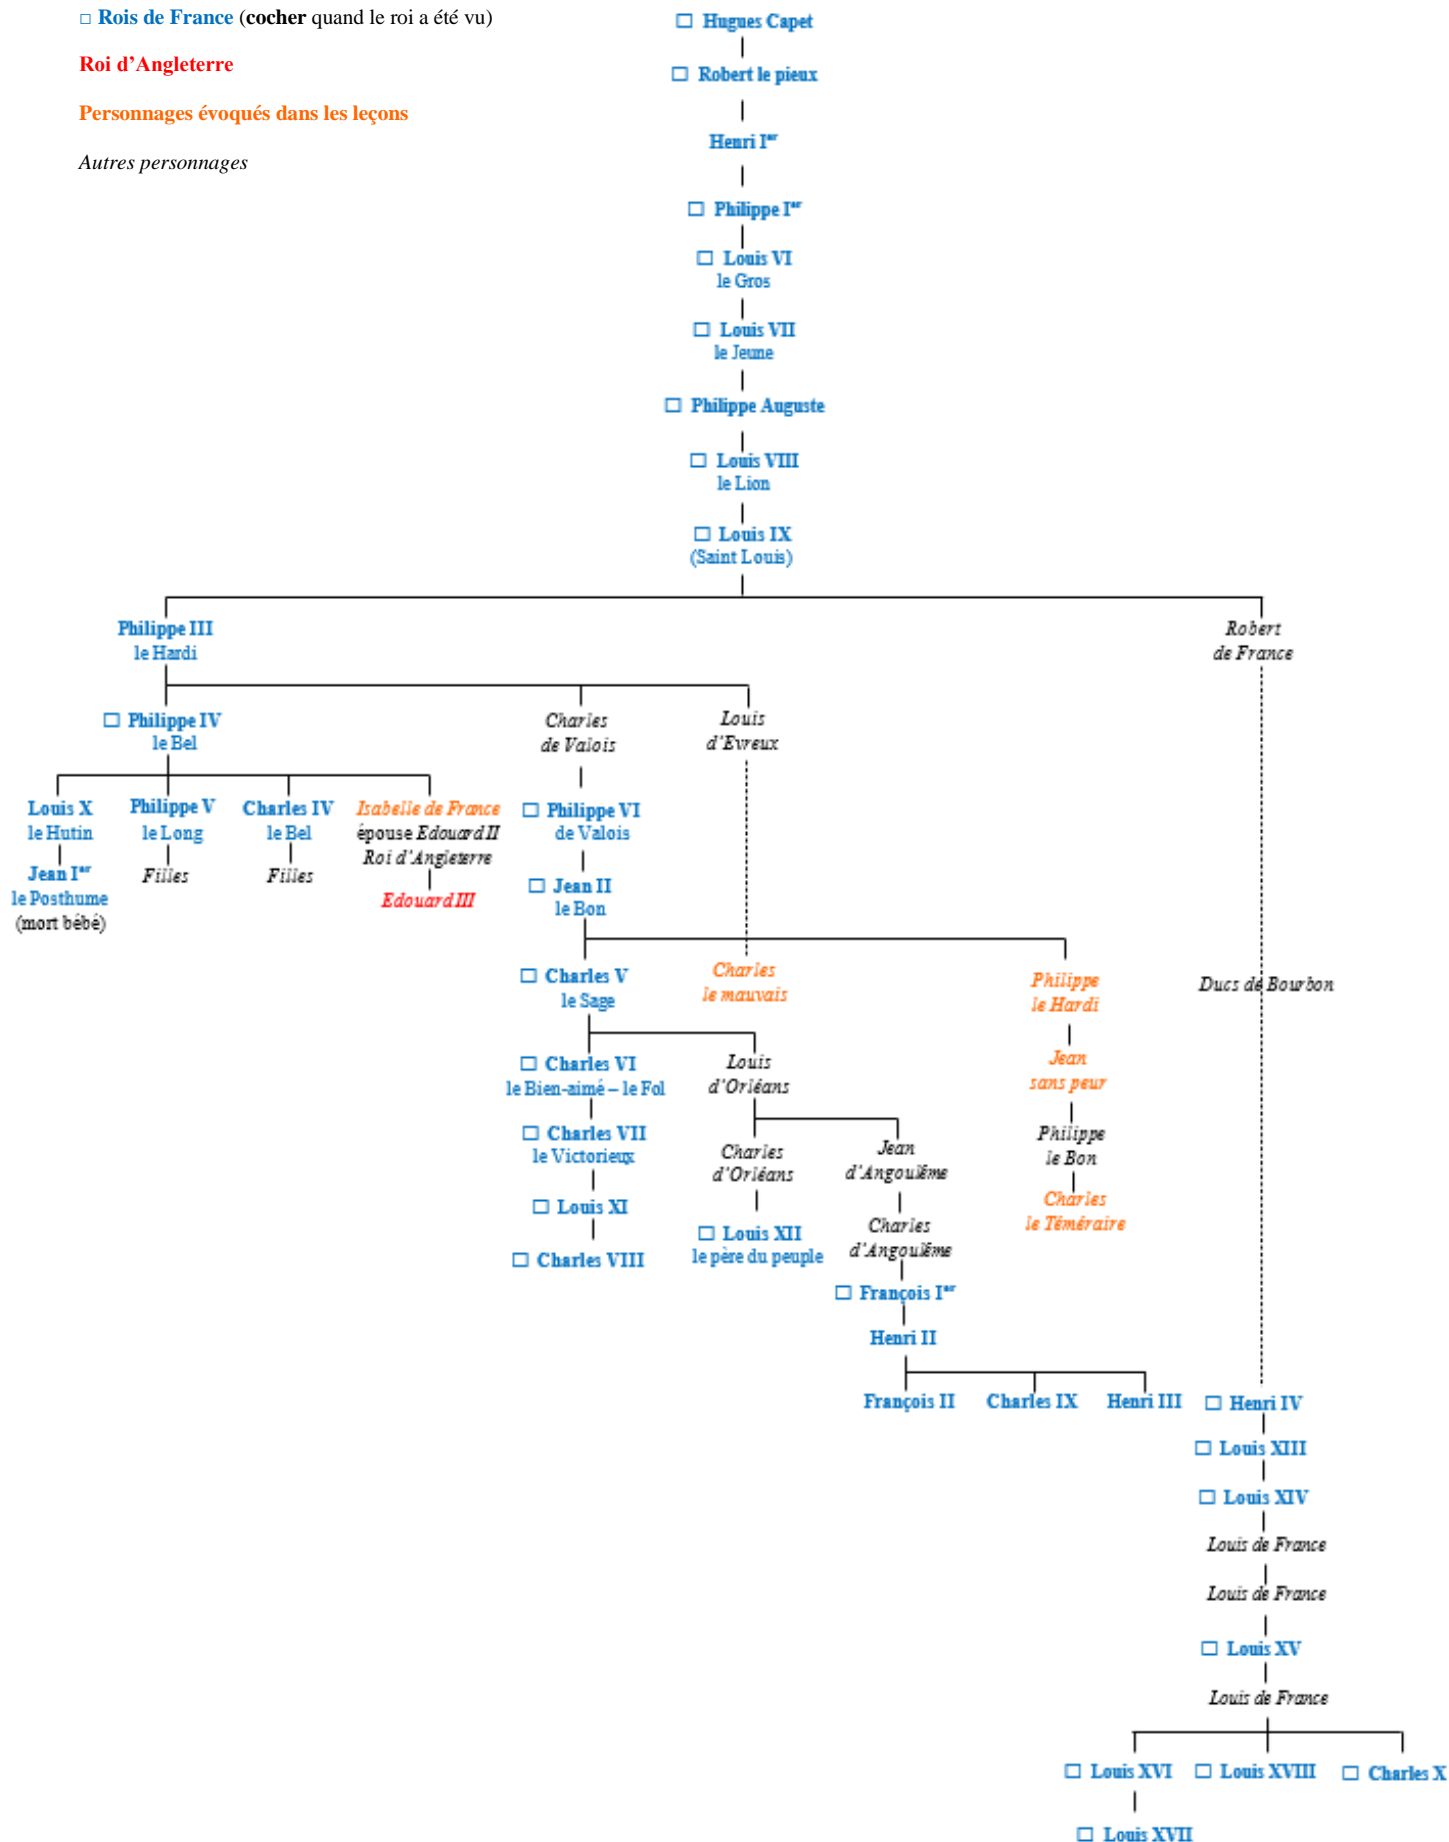 □ Rois de France (cocher quand le roi a été vu)
Roi d’Angleterre
Personnages évoqués dans les leçons
Autres personnages
□ Hugues Capet
□ Robert le pieux
Henri Iᵉʳ
□ Philippe Iᵉʳ
□ Louis VI
le Gros
□ Louis VII
le Jeune
□ Philippe Auguste
□ Louis VIII
le Lion
□ Louis IX
(Saint Louis)
Philippe III
le Hardi
Robert
de France
□ Philippe IV
le Bel
Charles
de Valois
Louis
d’Evreux
Louis X
le Hutin
Philippe V
le Long
Charles IV
le Bel
Isabelle de France
épouse Edouard II
Roi d’Angleterre
□ Philippe VI
de Valois
Jean Iᵉʳ
le Posthume
(mort bébé)
Filles
Filles
Edouard III
□ Jean II
le Bon
□ Charles V
le Sage
Charles
le mauvais
Philippe
le Hardi
Ducs de Bourbon
□ Charles VI
le Bien-aimé – le Fol
Louis
d’Orléans
Jean
sans peur
□ Charles VII
le Victorieux
Charles
d’Orléans
Jean
d’Angoulême
Philippe
le Bon
□ Louis XI
□ Louis XII
le père du peuple
Charles
d’Angoulême
Charles
le Téméraire
□ Charles VIII
□ François Iᵉʳ
Henri II
François II
Charles IX
Henri III
□ Henri IV
□ Louis XIII
□ Louis XIV
Louis de France
Louis de France
□ Louis XV
Louis de France
□ Louis XVI
□ Louis XVIII
□ Charles X
□ Louis XVII